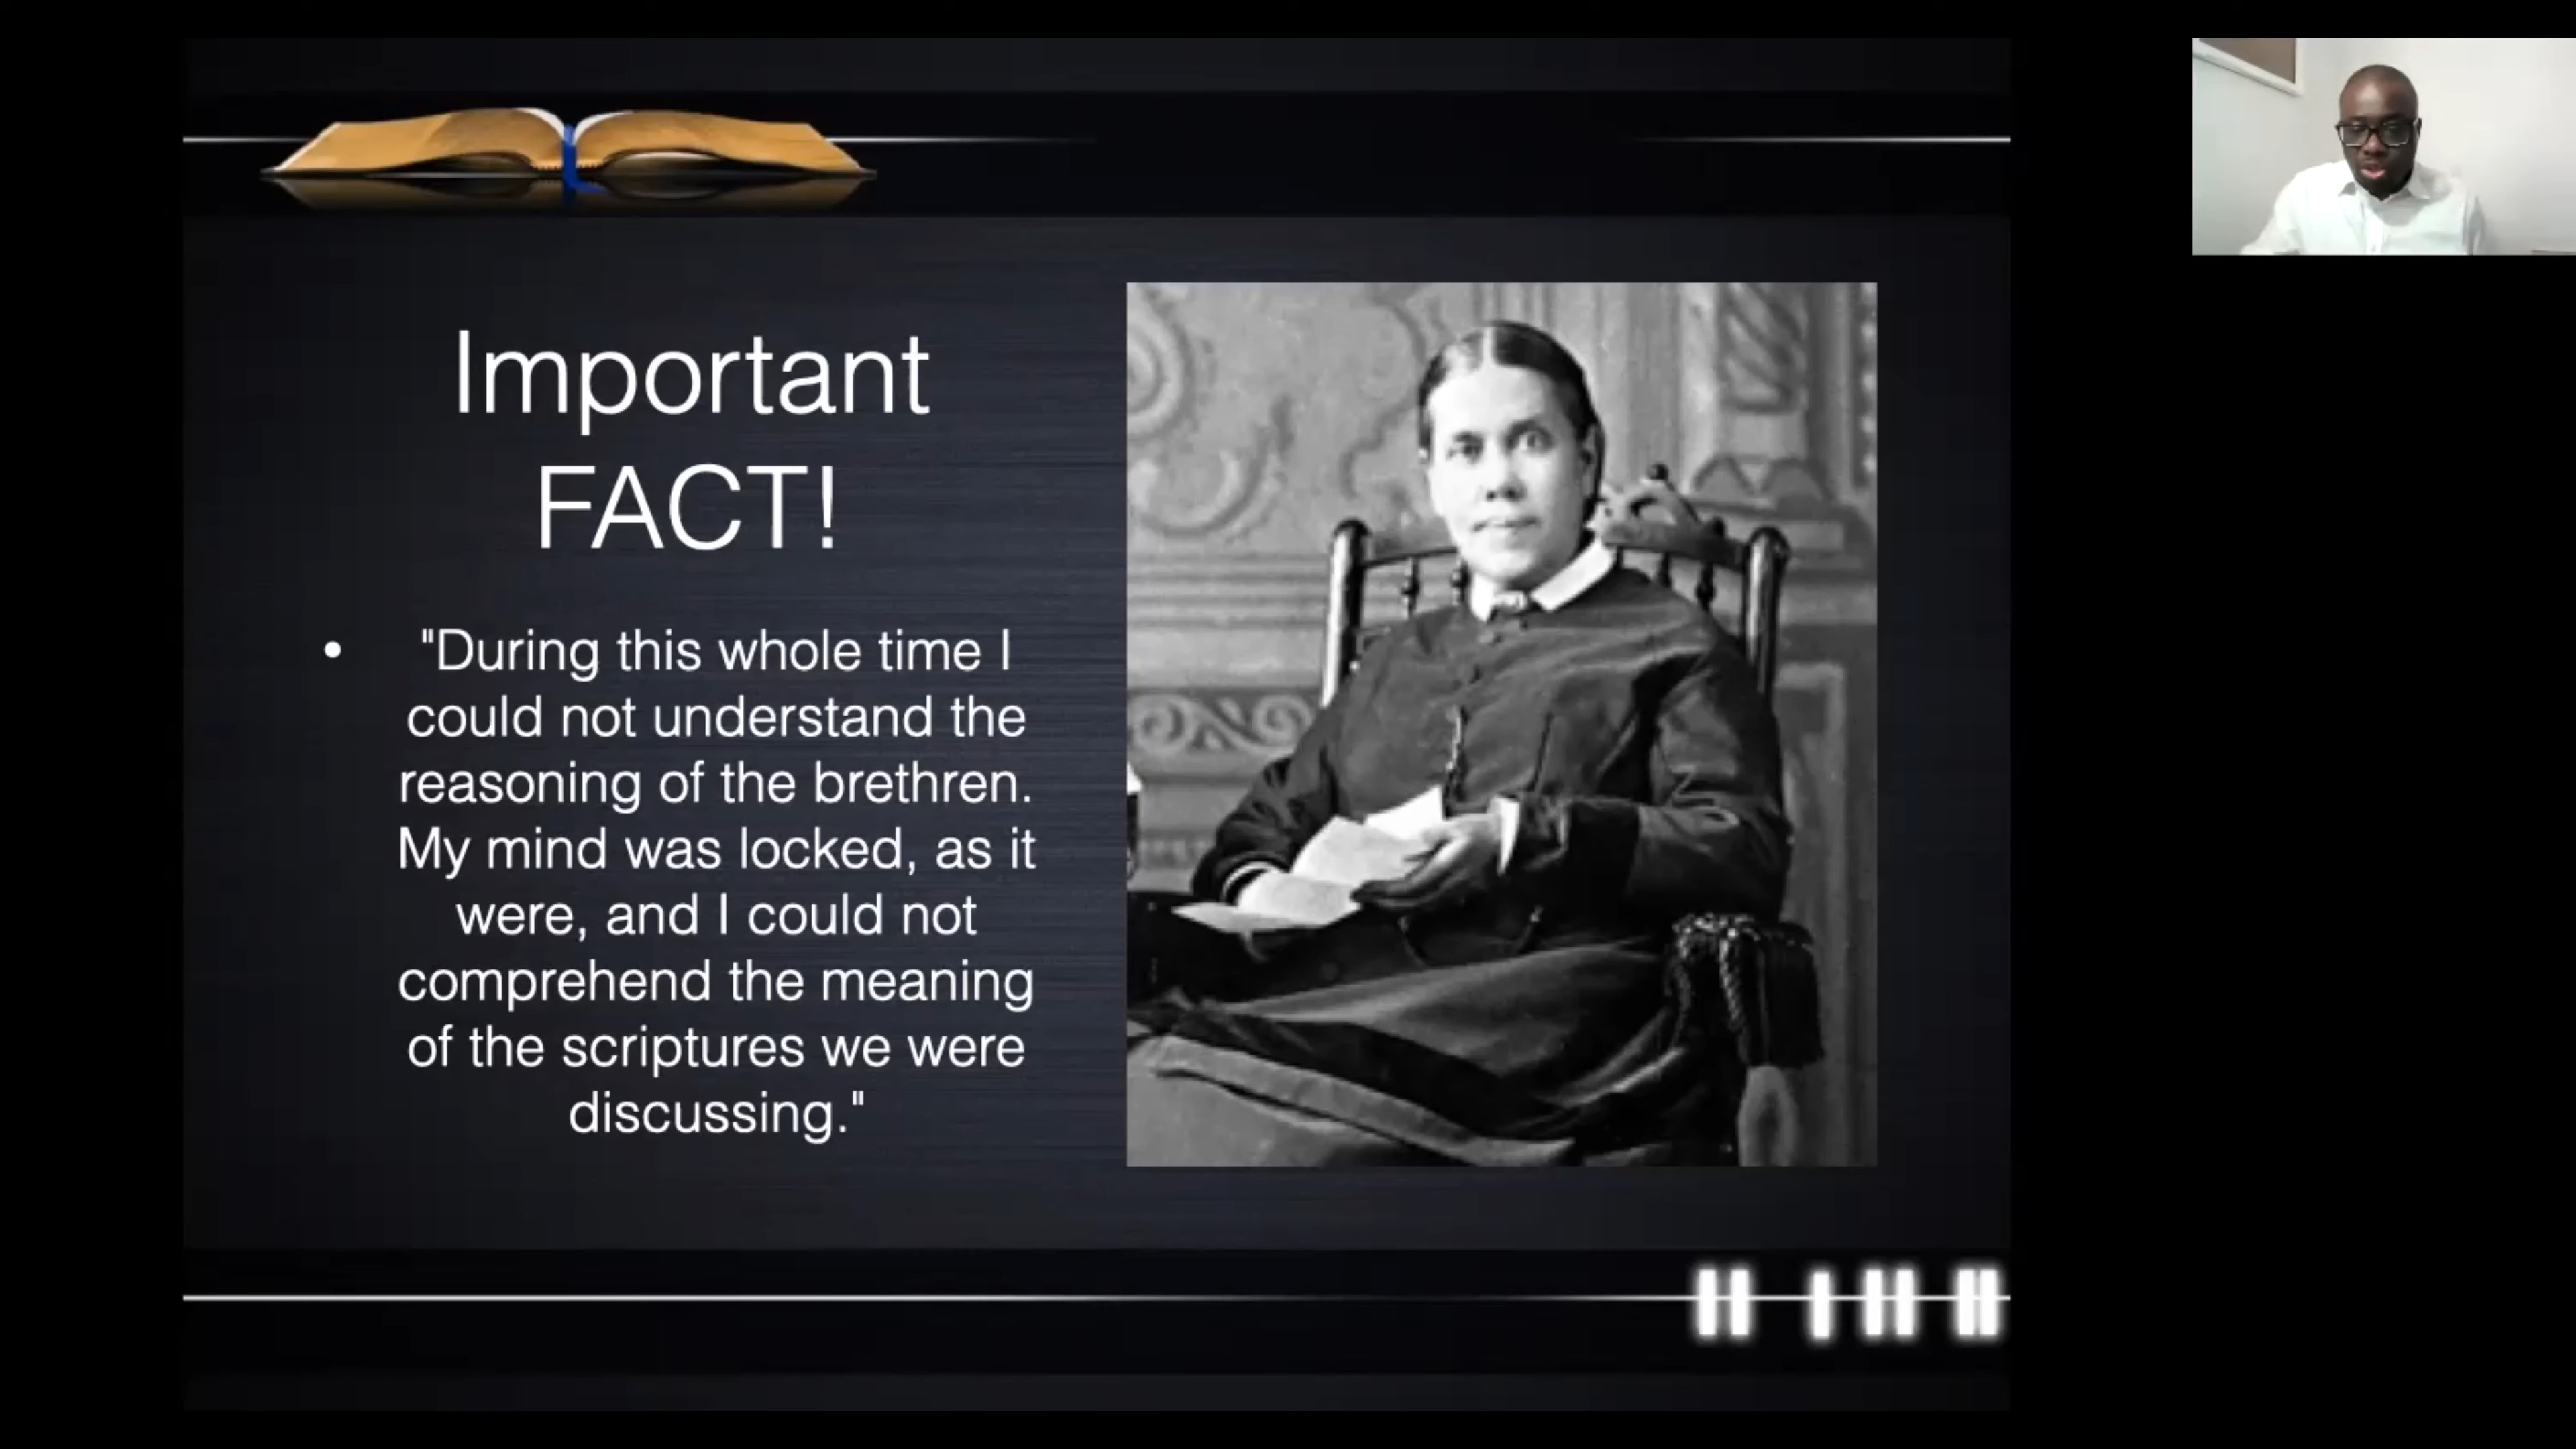 Important
FACT!
• "During this whole time I
could not understand the
reasoning of the brethren.
My mind was locked, as it
were, and I could not
comprehend the meaning
of the scriptures we were
discussing."